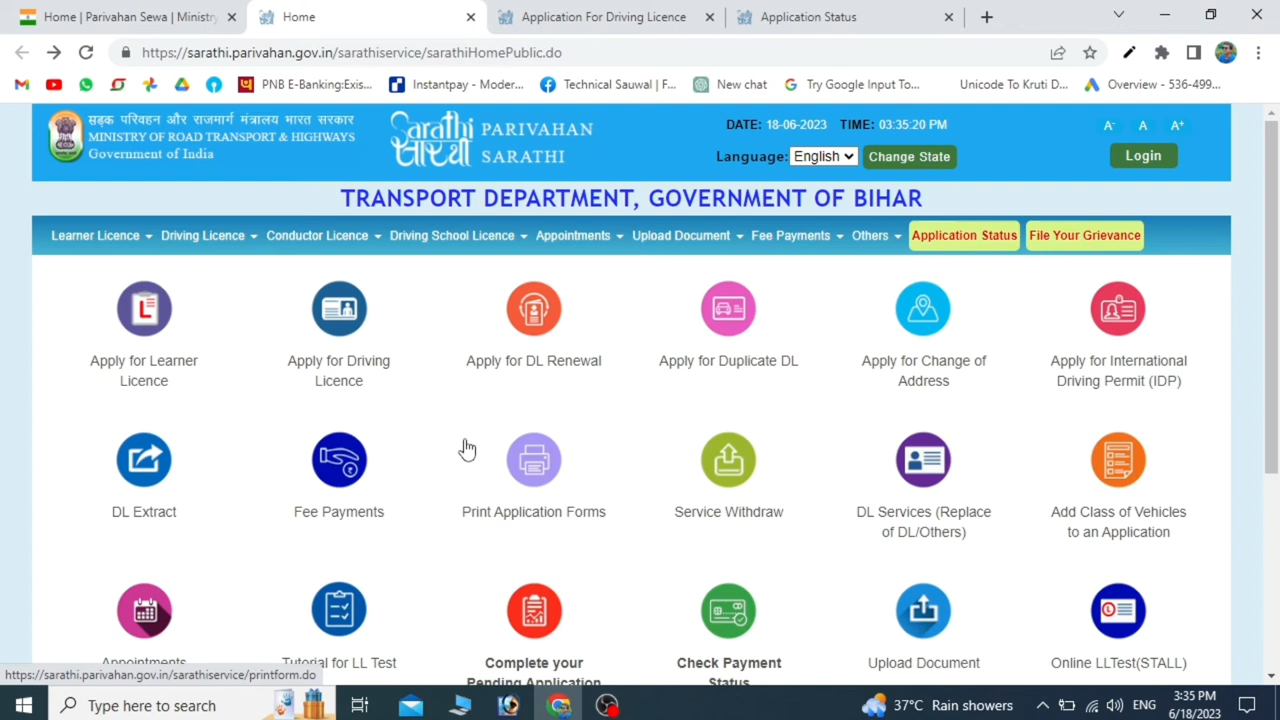 Home | Parivahan Sewa | Ministry
Home
Application For Driving Licence
Application Status
https://sarathi.parivahan.gov.in/sarathiservice/sarathiHomePublic.do
PNB E-Banking:Exis...
Instantpay - Moder...
Technical Sauwal | F...
New chat
Try Google Input To...
Unicode To Kruti D...
Overview - 536-499...
सड़क परिवहन और राजमार्ग मंत्रालय भारत सरकार
MINISTRY OF ROAD TRANSPORT & HIGHWAYS
Government of India
Sarathi
सारथी
PARIVAHAN
SARATHI
DATE: 18-06-2023 TIME: 03:35:20 PM
Language: English Change State
A- A A+
Login
TRANSPORT DEPARTMENT, GOVERNMENT OF BIHAR
Learner Licence Driving Licence Conductor Licence Driving School Licence Appointments Upload Document Fee Payments Others Application Status File Your Grievance
Apply for Learner
Licence
Apply for Driving
Licence
Apply for DL Renewal
Apply for Duplicate DL
Apply for Change of
Address
Apply for International
Driving Permit (IDP)
DL Extract
Fee Payments
Print Application Forms
Service Withdraw
DL Services (Replace
of DL/Others)
Add Class of Vehicles
to an Application
Appointments
Tutorial for LL Test
Complete your
Pending Application
Check Payment
Status
Upload Document
Online LLTest(STALL)
https://sarathi.parivahan.gov.in/sarathiservice/printform.do
Type here to search
37°C Rain showers
ENG
3:35 PM
6/18/2023